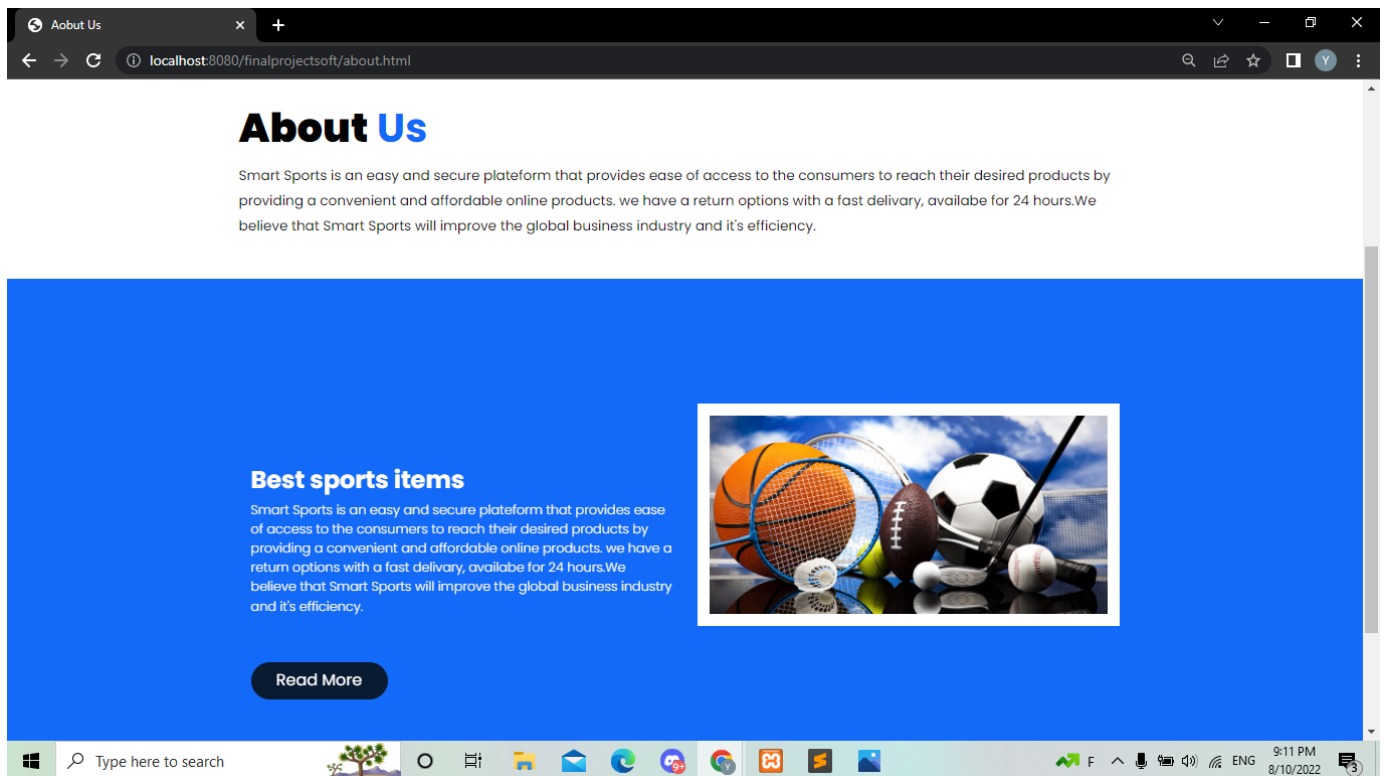 Aobut Us
localhost:8080/finalprojectsoft/about.html
Y
About Us
Smart Sports is an easy and secure plateform that provides ease of access to the consumers to reach their desired products by
providing a convenient and affordable online products. we have a return options with a fast delivary, availabe for 24 hours.We
believe that Smart Sports will improve the global business industry and it's efficiency.
Best sports items
Smart Sports is an easy and secure plateform that provides ease
of access to the consumers to reach their desired products by
providing a convenient and affordable online products. we have a
return options with a fast delivary, availabe for 24 hours.We
believe that Smart Sports will improve the global business industry
and it's efficiency.
Read More
Type here to search
9+
F
ENG
9:11 PM
8/10/2022
3